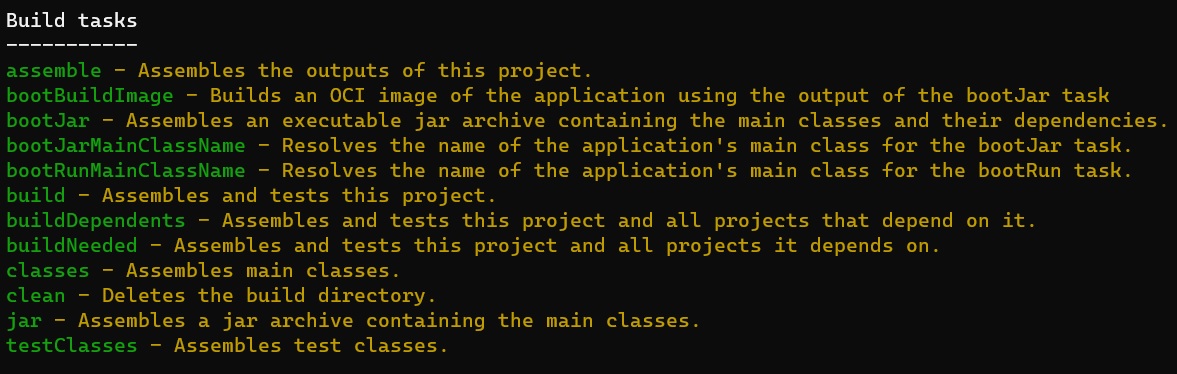 Build tasks
-----------
assemble - Assembles the outputs of this project.
bootBuildImage - Builds an OCI image of the application using the output of the bootJar task
bootJar - Assembles an executable jar archive containing the main classes and their dependencies.
bootJarMainClassName - Resolves the name of the application's main class for the bootJar task.
bootRunMainClassName - Resolves the name of the application's main class for the bootRun task.
build - Assembles and tests this project.
buildDependents - Assembles and tests this project and all projects that depend on it.
buildNeeded - Assembles and tests this project and all projects it depends on.
classes - Assembles main classes.
clean - Deletes the build directory.
jar - Assembles a jar archive containing the main classes.
testClasses - Assembles test classes.